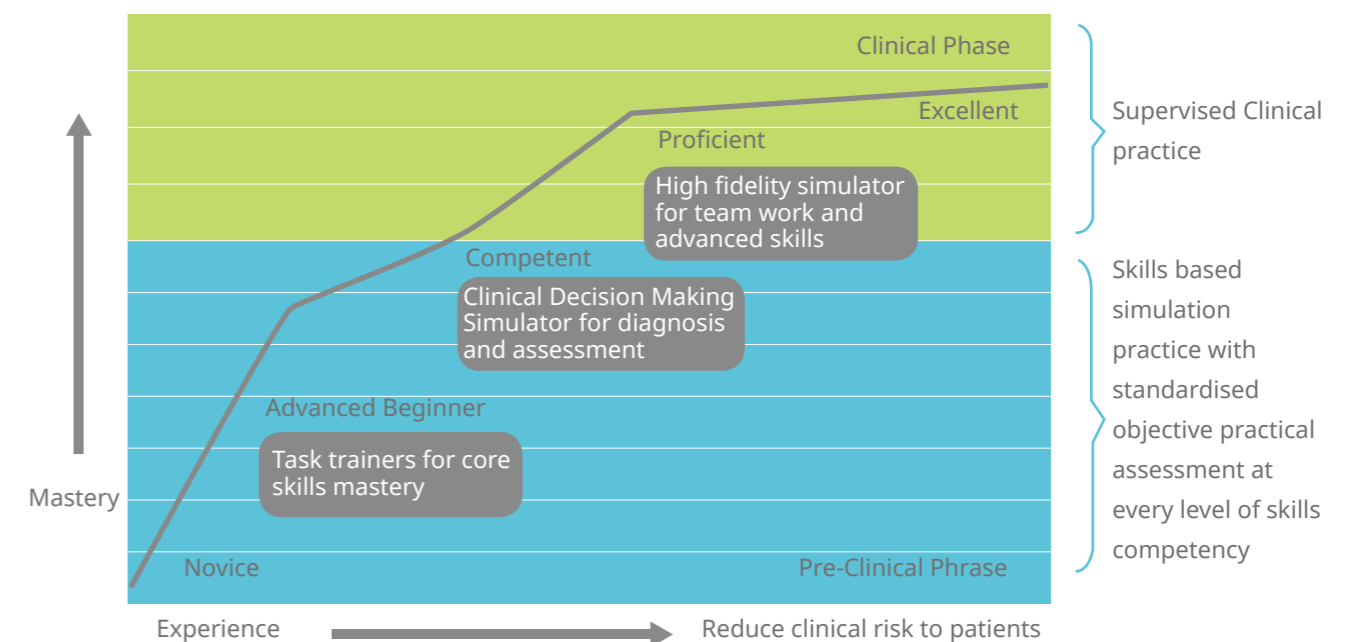 Clinical Phase
Excellent
Proficient
High fidelity simulator
for team work and
advanced skills
Supervised Clinical
practice
Competent
Clinical Decision Making
Simulator for diagnosis
and assessment
Advanced Beginner
Task trainers for core
skills mastery
Mastery
Novice
Pre-Clinical Phrase
Skills based
simulation
practice with
standardised
objective practical
assessment at
every level of skills
competency
Experience
Reduce clinical risk to patients